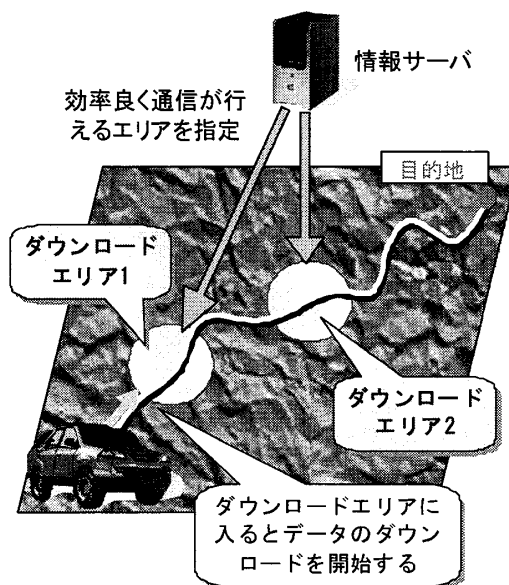 情報サーバ
効率良く通信が行
えるエリアを指定
目的地
ダウンロード
エリア1
ダウンロード
エリア2
ダウンロードエリアに
入るとデータのダウン
ロードを開始する